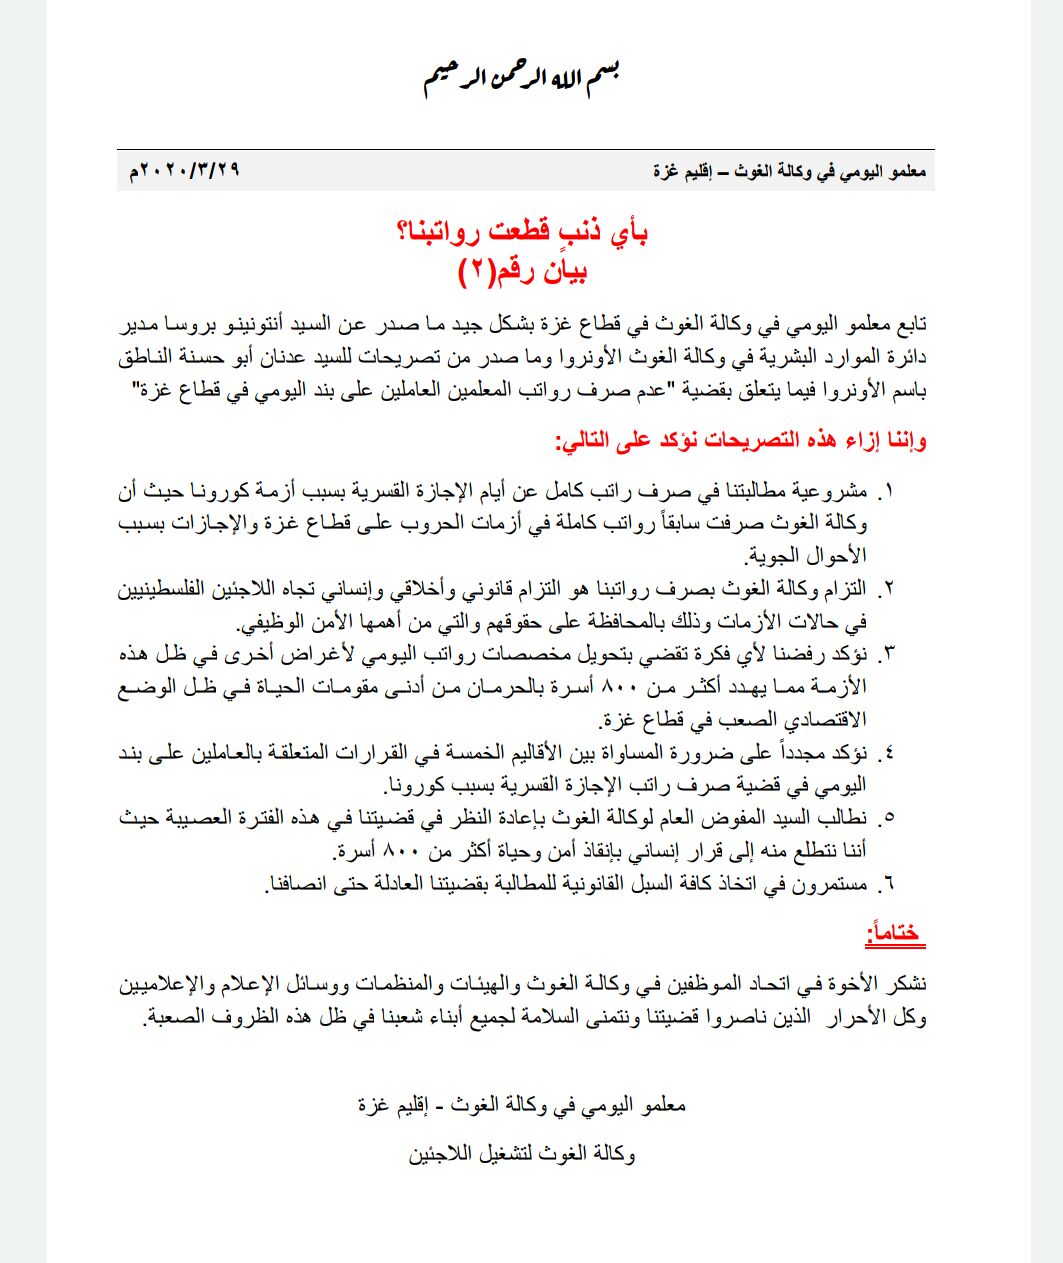 بسم الله الرحمن الرحيم
معلمو اليومي في وكالة الغوث – إقليم غزة ٢٠٢٠/٣/٢٩م
بأي ذنبٍ قطعت رواتبنا؟
بيان رقم(٢)
تابع معلمو اليومي في وكالة الغوث في قطاع غزة بشكل جيد ما صدر عن السيد أنتونينو بروسا مدير
دائرة الموارد البشرية في وكالة الغوث الأونروا وما صدر من تصريحات للسيد عدنان أبو حسنة الناطق
باسم الأونروا فيما يتعلق بقضية "عدم صرف رواتب المعلمين العاملين على بند اليومي في قطاع غزة"
وإننا إزاء هذه التصريحات نؤكد على التالي:
١. مشروعية مطالبتنا في صرف راتب كامل عن أيام الإجازة القسرية بسبب أزمة كورونا حيث أن
وكالة الغوث صرفت سابقاً رواتب كاملة في أزمات الحروب على قطاع غزة والإجازات بسبب
الأحوال الجوية.
٢. التزام وكالة الغوث بصرف رواتبنا هو التزام قانوني وأخلاقي وإنساني تجاه اللاجئين الفلسطينيين
في حالات الأزمات وذلك بالمحافظة على حقوقهم والتي من أهمها الأمن الوظيفي.
٣. نؤكد رفضنا لأي فكرة تقضي بتحويل مخصصات رواتب اليومي لأغراض أخرى في ظل هذه
الأزمة مما يهدد أكثر من ٨٠٠ أسرة بالحرمان من أدنى مقومات الحياة في ظل الوضع
الاقتصادي الصعب في قطاع غزة.
٤. نؤكد مجدداً على ضرورة المساواة بين الأقاليم الخمسة في القرارات المتعلقة بالعاملين على بند
اليومي في قضية صرف راتب الإجازة القسرية بسبب كورونا.
٥. نطالب السيد المفوض العام لوكالة الغوث بإعادة النظر في قضيتنا في هذه الفترة العصيبة حيث
أننا نتطلع منه إلى قرار إنساني بإنقاذ أمن وحياة أكثر من ٨٠٠ أسرة.
٦. مستمرون في اتخاذ كافة السبل القانونية للمطالبة بقضيتنا العادلة حتى انصافنا.
ختاماً:
نشكر الأخوة في اتحاد الموظفين في وكالة الغوث والهيئات والمنظمات ووسائل الإعلام والإعلاميين
وكل الأحرار الذين ناصروا قضيتنا ونتمنى السلامة لجميع أبناء شعبنا في ظل هذه الظروف الصعبة.
معلمو اليومي في وكالة الغوث - إقليم غزة
وكالة الغوث لتشغيل اللاجئين